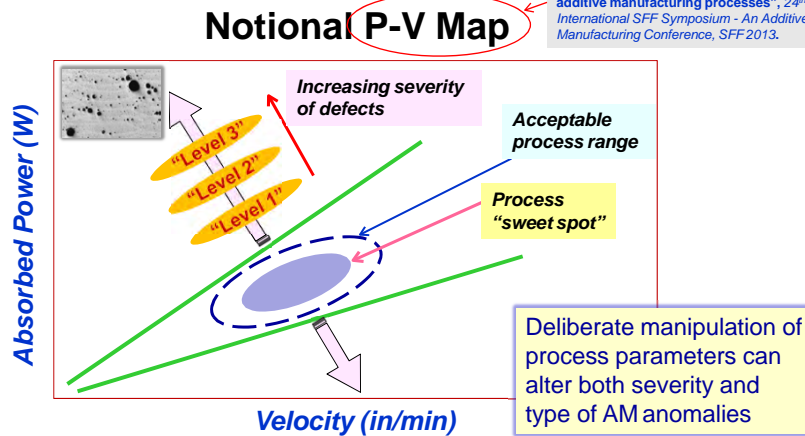 additive manufacturing processes", 24th
International SFF Symposium - An Additive
Manufacturing Conference, SFF 2013.
Notional P-V Map
Increasing severity
of defects
Acceptable
process range
Process
"sweet spot"
"Level 3"
"Level 2"
"Level 1"
Absorbed Power (W)
Velocity (in/min)
Deliberate manipulation of
process parameters can
alter both severity and
type of AM anomalies